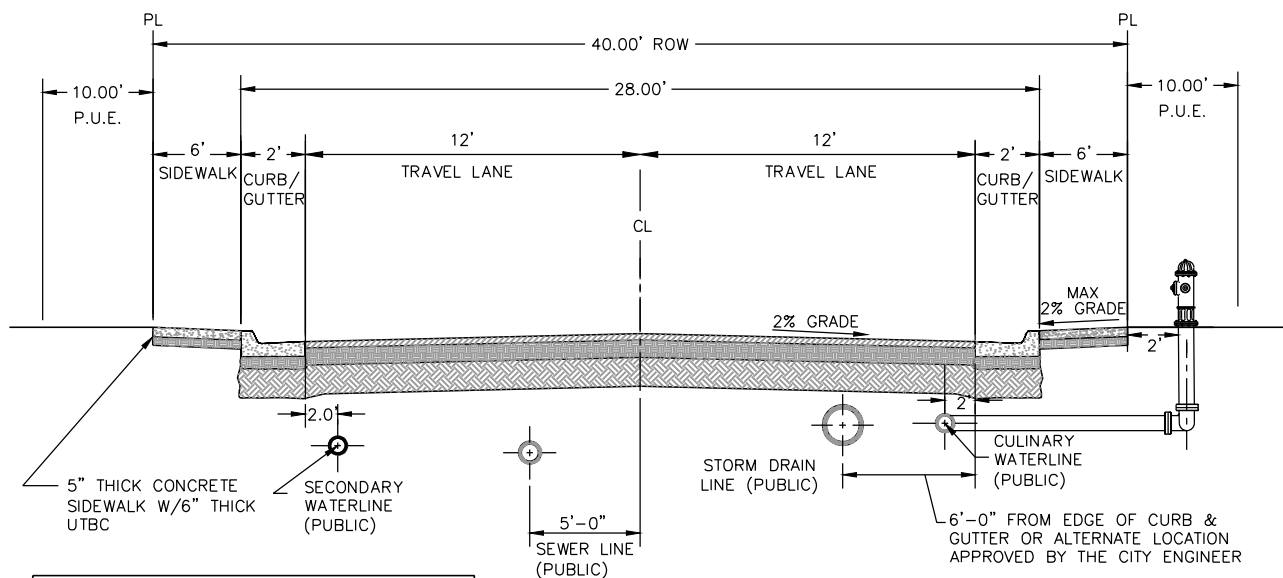 PL
PL
40.00' ROW
10.00'
P.U.E.
28.00'
10.00'
P.U.E.
6'
SIDEWALK
2'
CURB/
GUTTER
12'
TRAVEL LANE
12'
TRAVEL LANE
2'
CURB/
GUTTER
6'
SIDEWALK
CL
2% GRADE
MAX
2% GRADE
2'
2.0'
2'
5" THICK CONCRETE
SIDEWALK W/6" THICK
UTBC
SECONDARY
WATERLINE
(PUBLIC)
5'-0"
SEWER LINE
(PUBLIC)
STORM DRAIN
LINE (PUBLIC)
CULINARY
WATERLINE
(PUBLIC)
6'-0" FROM EDGE OF CURB &
GUTTER OR ALTERNATE LOCATION
APPROVED BY THE CITY ENGINEER